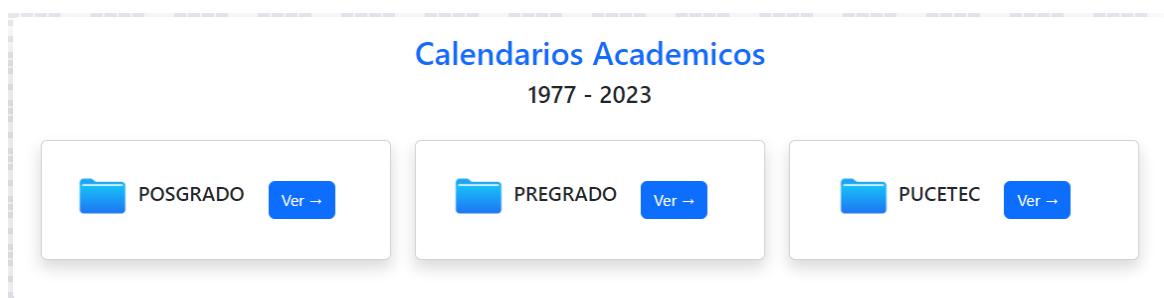 Calendarios Academicos
1977 - 2023
POSGRADO
Ver →
PREGRADO
Ver →
PUCETEC
Ver →